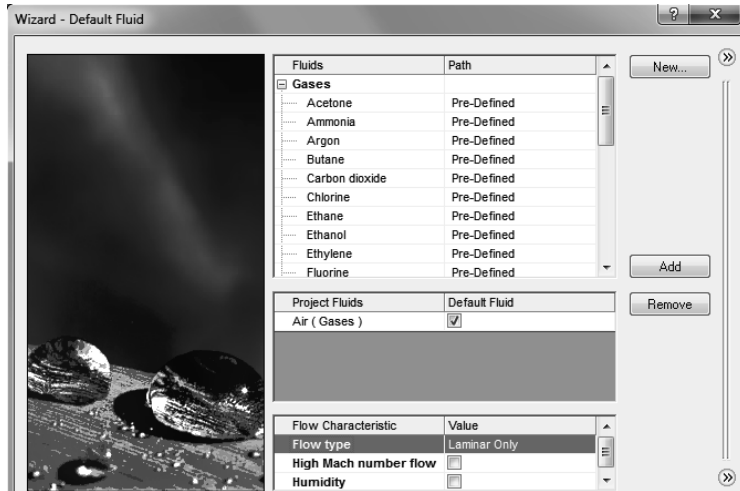 Wizard - Default Fluid
Fluids Path
New...
Gases
Acetone Pre-Defined
Ammonia Pre-Defined
Argon Pre-Defined
Butane Pre-Defined
Carbon dioxide Pre-Defined
Chlorine Pre-Defined
Ethane Pre-Defined
Ethanol Pre-Defined
Ethylene Pre-Defined
Fluorine Pre-Defined
Add
Project Fluids Default Fluid
Remove
Air ( Gases )
Flow Characteristic Value
Flow type Laminar Only
High Mach number flow
Humidity